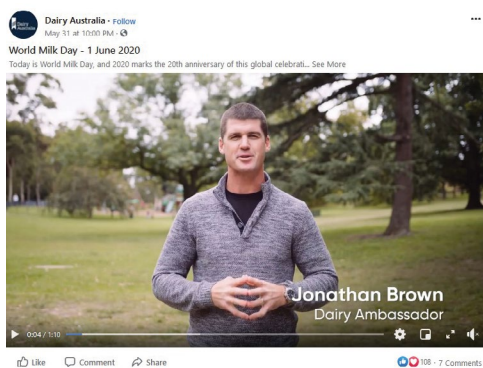 Dairy Australia · Follow
May 31 at 10:00 PM ·
World Milk Day - 1 June 2020
Today is World Milk Day, and 2020 marks the 20th anniversary of this global celebrati... See More
Jonathan Brown
Dairy Ambassador
0:04 / 1:10
Like
Comment
Share
108 · 7 Comments